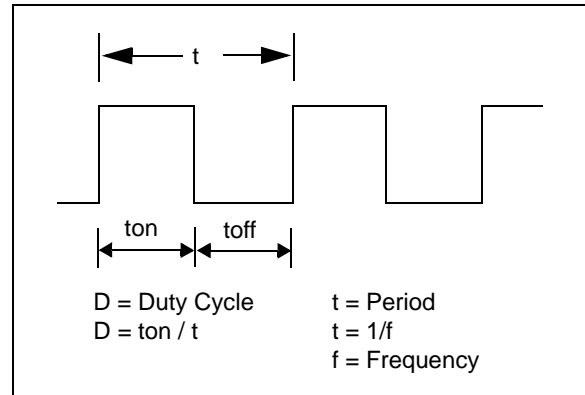 t
ton
toff
D = Duty Cycle
D = ton / t
t = Period
t = 1/f
f = Frequency